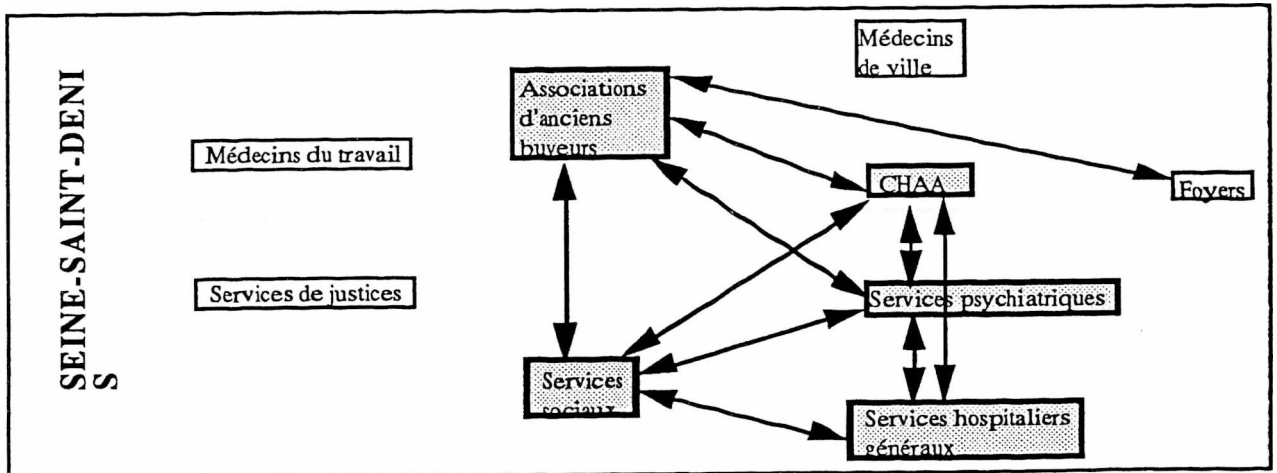 SEINE-SAINT-DENI
S
Médecins
de ville
Associations
d'anciens
buveurs
Médecins du travail
CHAA
Foyers
Services de justices
Services psychiatriques
Services
sociaux
Services hospitaliers
généraux